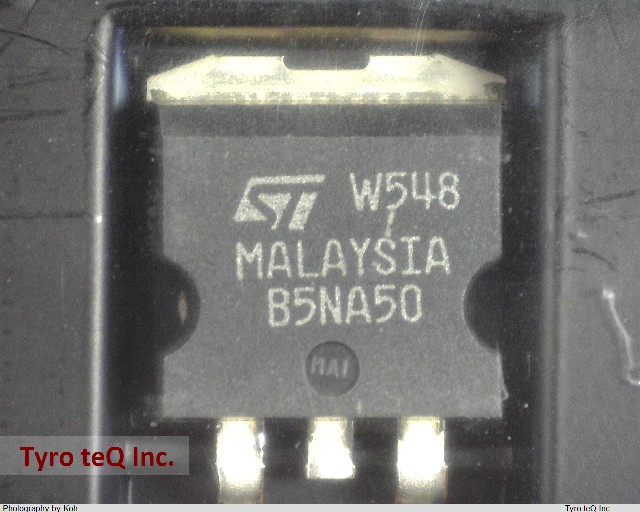 ST W548
MALAYSIA
B5NA50
MAI
Tyro teQ Inc.
Photography by Koh
Tyro teQ Inc